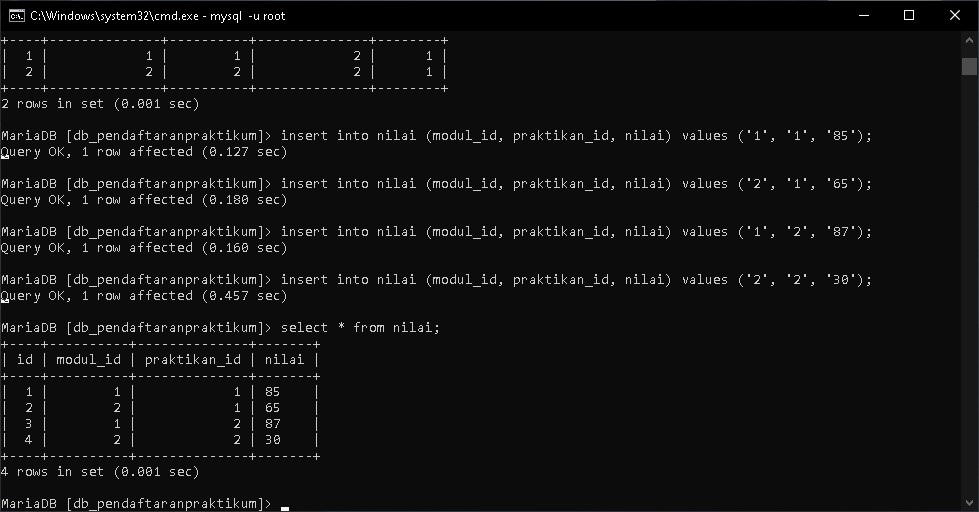 C:\Windows\system32\cmd.exe - mysql  -u root
+----+--------------+-------------+--------------+--------+
|  1 |            1 |           1 |            2 |      1 |
|  2 |            2 |           2 |            2 |      1 |
+----+--------------+-------------+--------------+--------+
2 rows in set (0.001 sec)
MariaDB [db_pendaftaranpraktikum]> insert into nilai (modul_id, praktikan_id, nilai) values ('1', '1', '85');
Query OK, 1 row affected (0.127 sec)
MariaDB [db_pendaftaranpraktikum]> insert into nilai (modul_id, praktikan_id, nilai) values ('2', '1', '65');
Query OK, 1 row affected (0.180 sec)
MariaDB [db_pendaftaranpraktikum]> insert into nilai (modul_id, praktikan_id, nilai) values ('1', '2', '87');
Query OK, 1 row affected (0.160 sec)
MariaDB [db_pendaftaranpraktikum]> insert into nilai (modul_id, praktikan_id, nilai) values ('2', '2', '30');
Query OK, 1 row affected (0.457 sec)
MariaDB [db_pendaftaranpraktikum]> select * from nilai;
+----+----------+--------------+-------+
| id | modul_id | praktikan_id | nilai |
+----+----------+--------------+-------+
|  1 |        1 |            1 | 85    |
|  2 |        2 |            1 | 65    |
|  3 |        1 |            2 | 87    |
|  4 |        2 |            2 | 30    |
+----+----------+--------------+-------+
4 rows in set (0.001 sec)
MariaDB [db_pendaftaranpraktikum]>